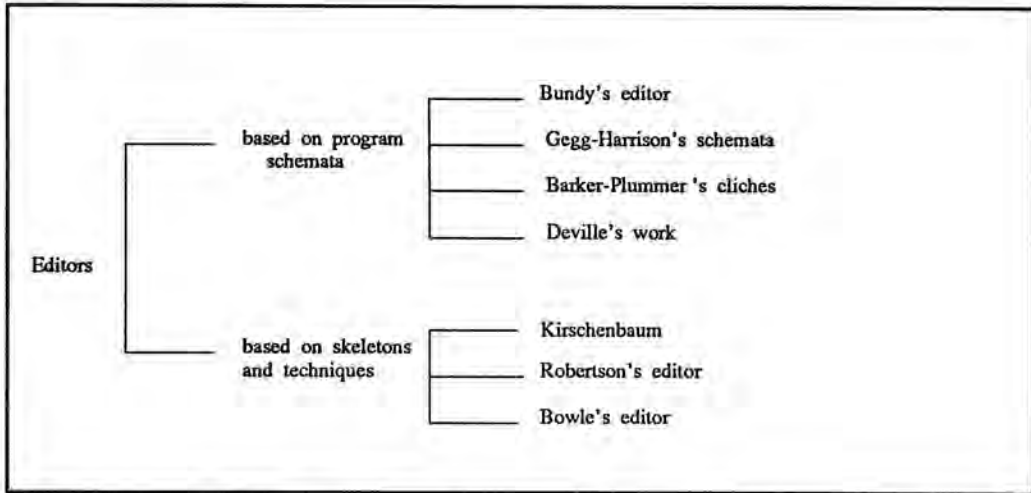 Bundy's editor
based on program
schemata
Gegg-Harrison's schemata
Barker-Plummer 's cliches
Deville's work
Editors
based on skeletons
and techniques
Kirschenbaum
Robertson's editor
Bowle's editor